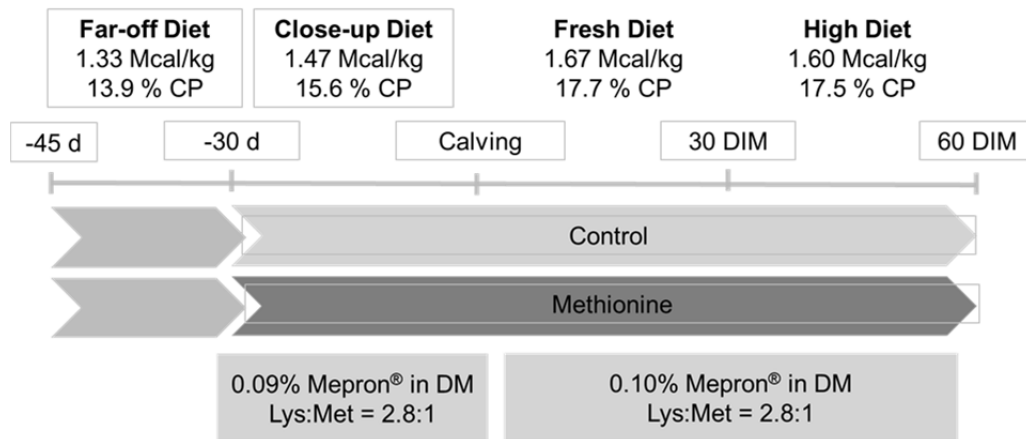 Far-off Diet
1.33 Mcal/kg
13.9 % CP
Close-up Diet
1.47 Mcal/kg
15.6 % CP
Fresh Diet
1.67 Mcal/kg
17.7 % CP
High Diet
1.60 Mcal/kg
17.5 % CP
-45 d
-30 d
Calving
30 DIM
60 DIM
Control
Methionine
0.09% Mepron® in DM
Lys:Met = 2.8:1
0.10% Mepron® in DM
Lys:Met = 2.8:1